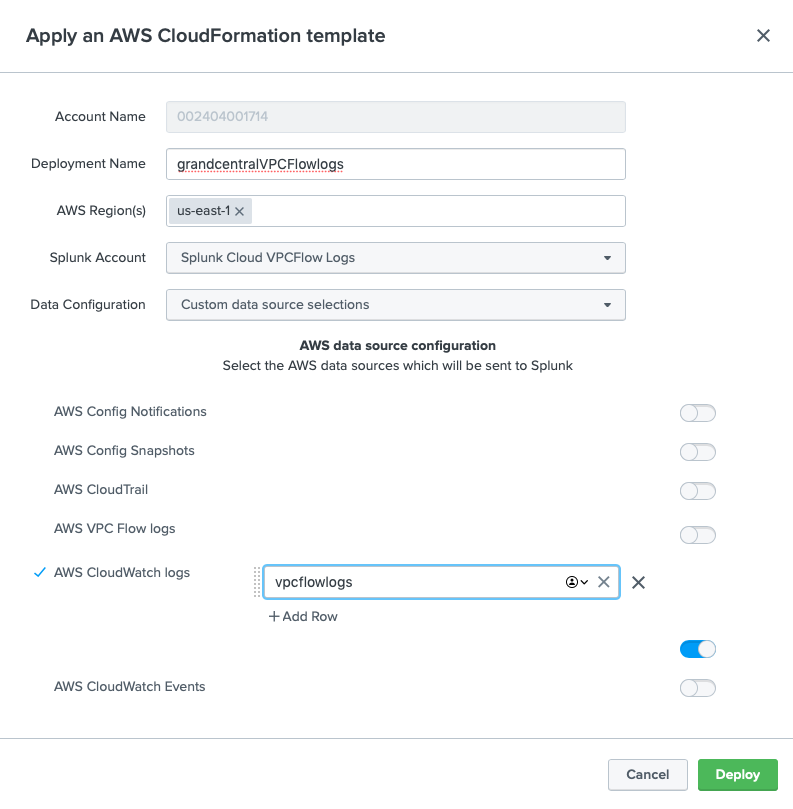 Apply an AWS CloudFormation template
Account Name 002404001714
Deployment Name grandcentralVPCFlowlogs
AWS Region(s) us-east-1
Splunk Account Splunk Cloud VPCFlow Logs
Data Configuration Custom data source selections
AWS data source configuration
Select the AWS data sources which will be sent to Splunk
AWS Config Notifications
AWS Config Snapshots
AWS CloudTrail
AWS VPC Flow logs
AWS CloudWatch logs vpcflowlogs
Add Row
AWS CloudWatch Events
Cancel Deploy